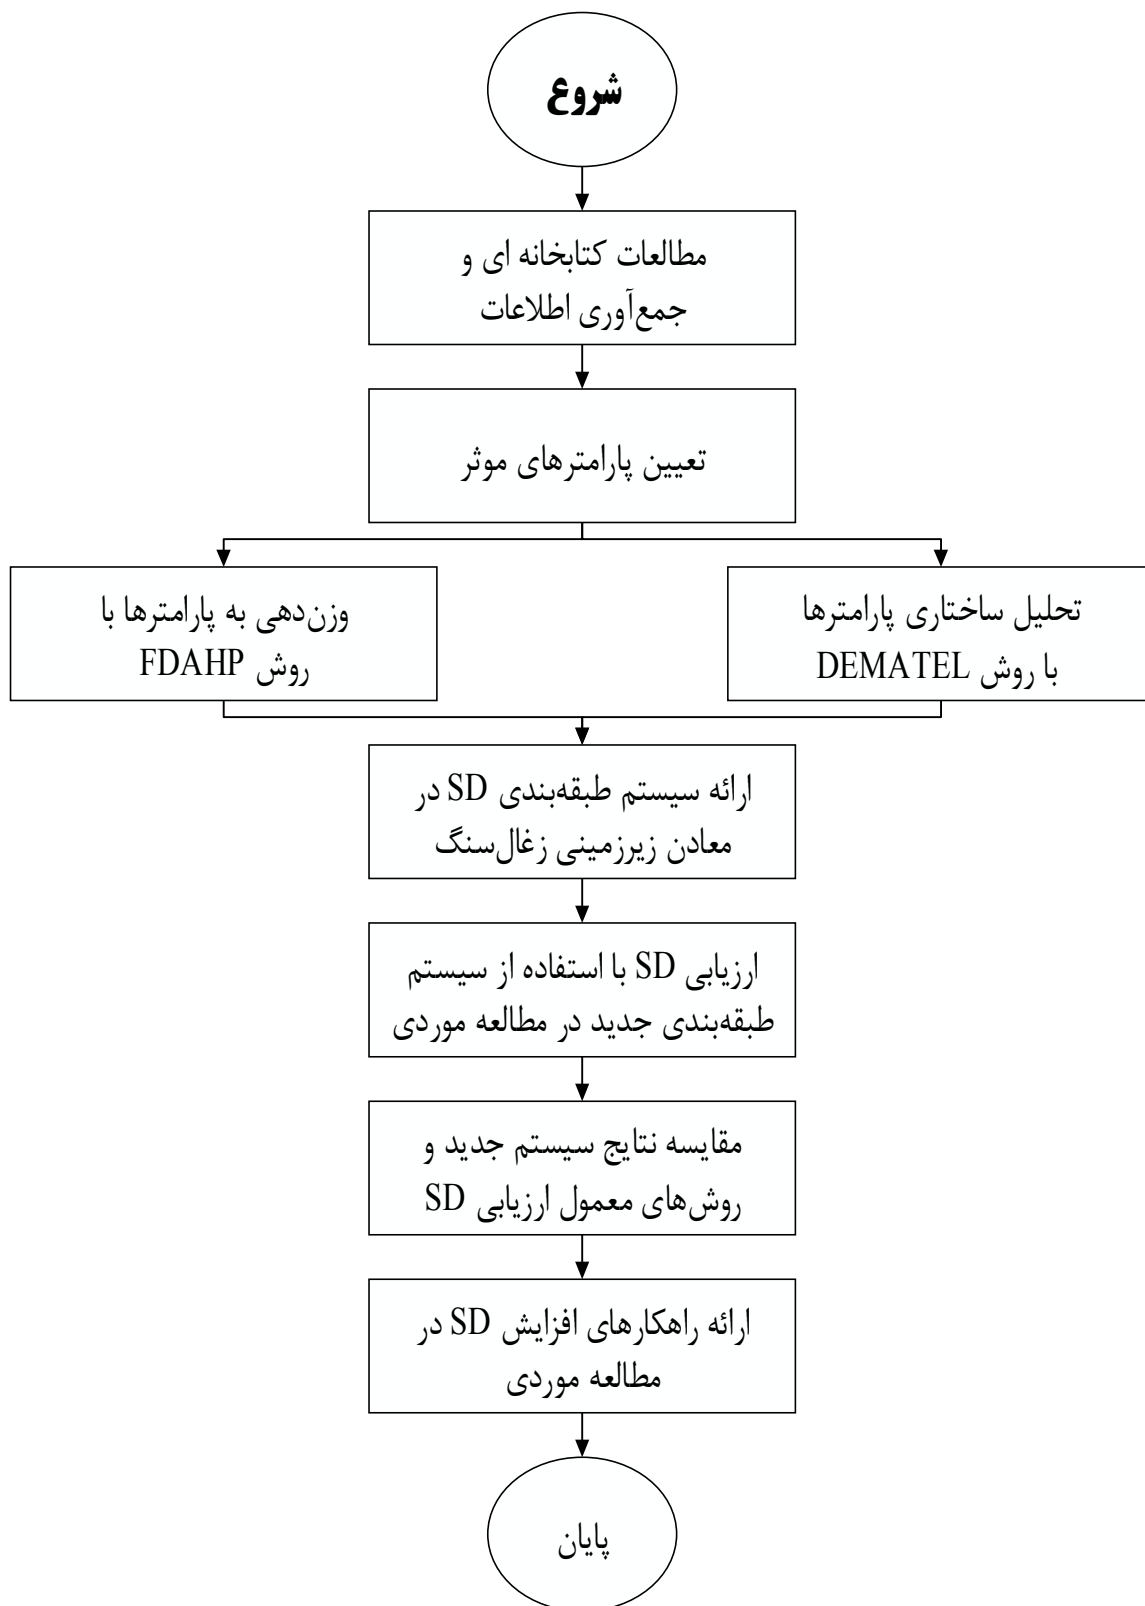 شروع
مطالعات کتابخانه ای و
جمع‌آوری اطلاعات
تعیین پارامترهای موثر
تحلیل ساختاری پارامترها
با روش DEMATEL
وزن‌دهی به پارامترها با
روش FDAHP
ارائه سیستم طبقه‌بندی SD در
معادن زیرزمینی زغال‌سنگ
ارزیابی SD با استفاده از سیستم
طبقه‌بندی جدید در مطالعه موردی
مقایسه نتایج سیستم جدید و
روش‌های معمول ارزیابی SD
ارائه راهکارهای افزایش SD در
مطالعه موردی
پایان